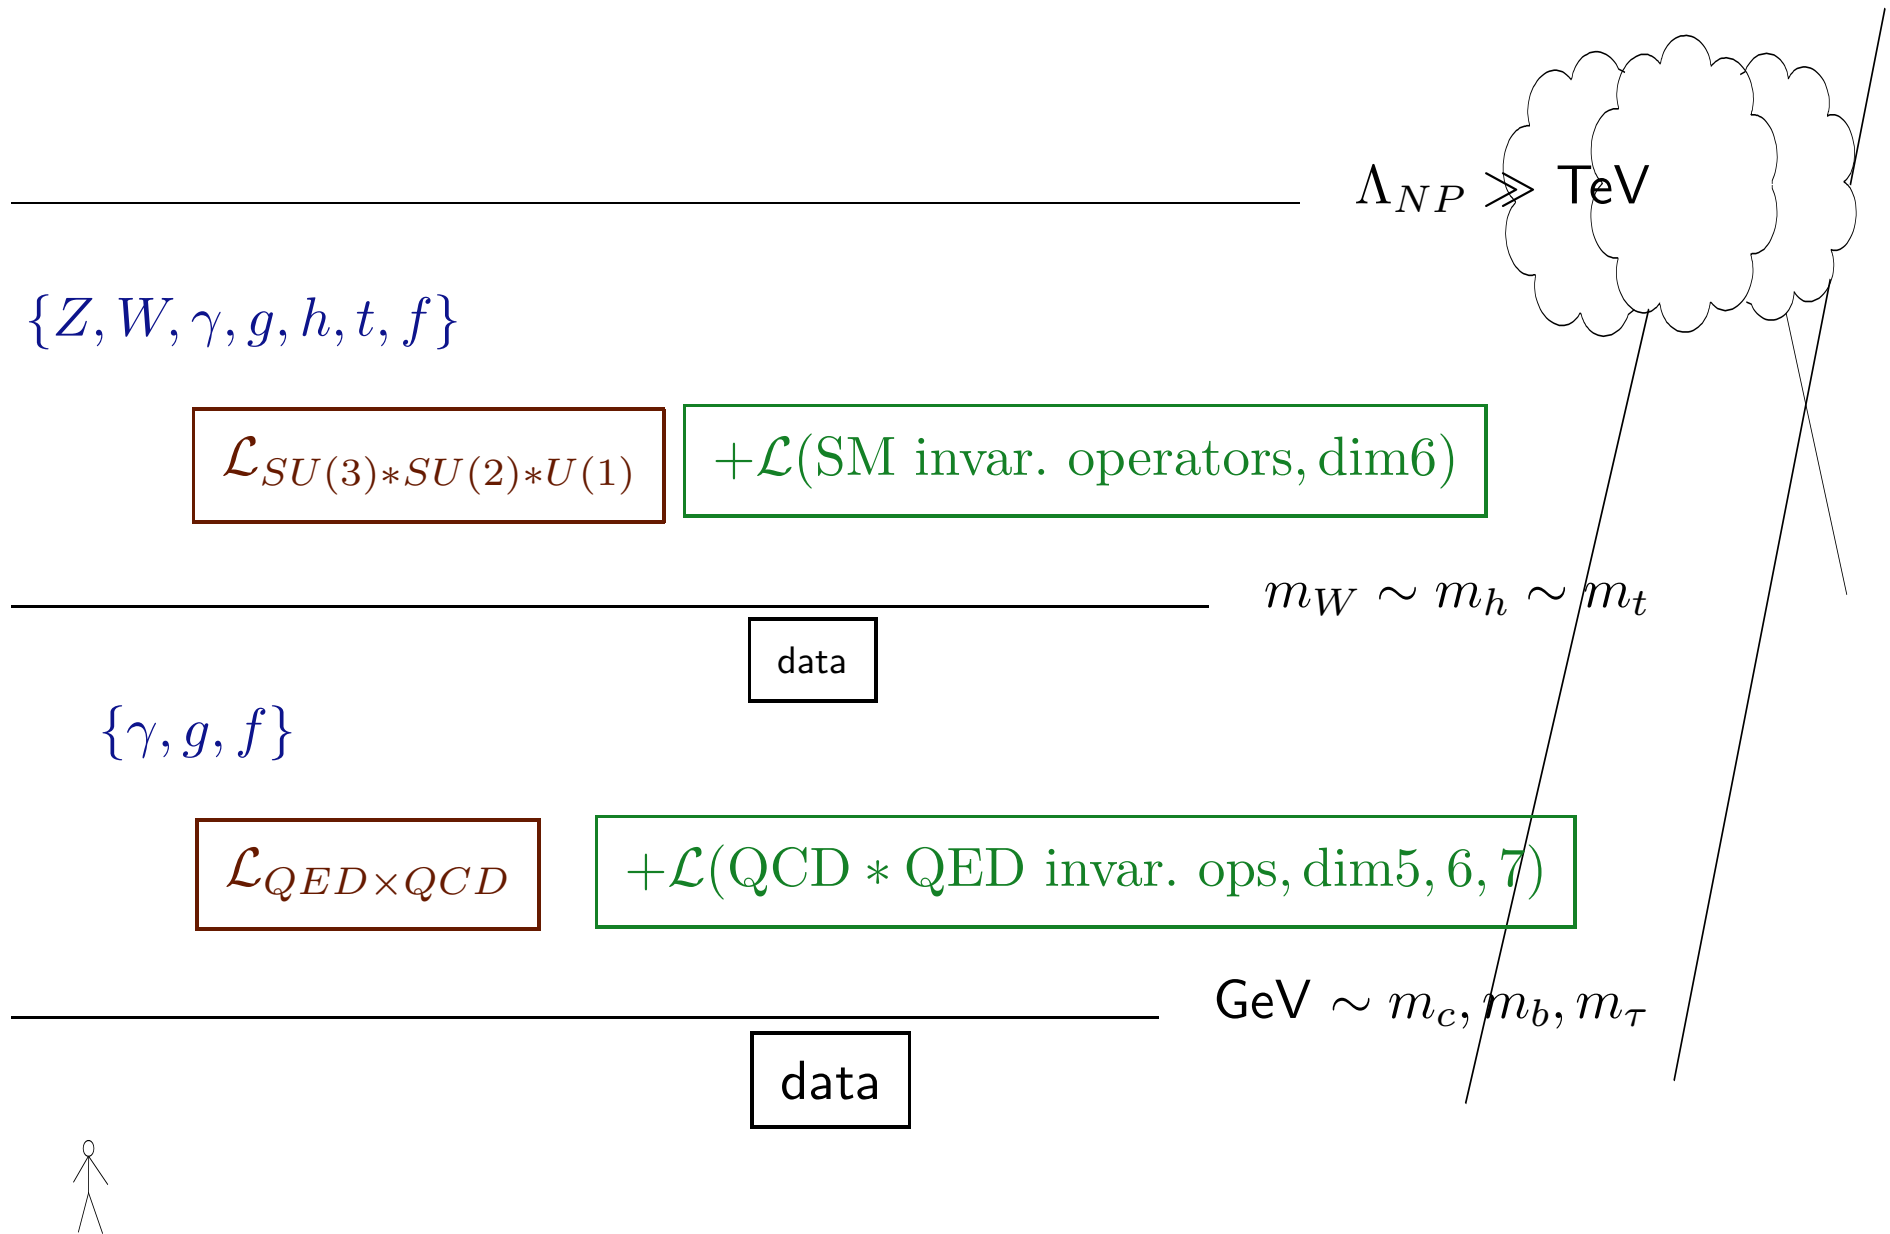 Λ_{NP} ≫ TeV
{Z, W, γ, g, h, t, f}
ℒ_{SU(3)*SU(2)*U(1)} +ℒ(SM invar. operators, dim6)
m_W ∼ m_h ∼ m_t
data
{γ, g, f}
ℒ_{QED×QCD} +ℒ(QCD * QED invar. ops, dim5, 6, 7)
GeV ∼ m_c, m_b, m_τ
data